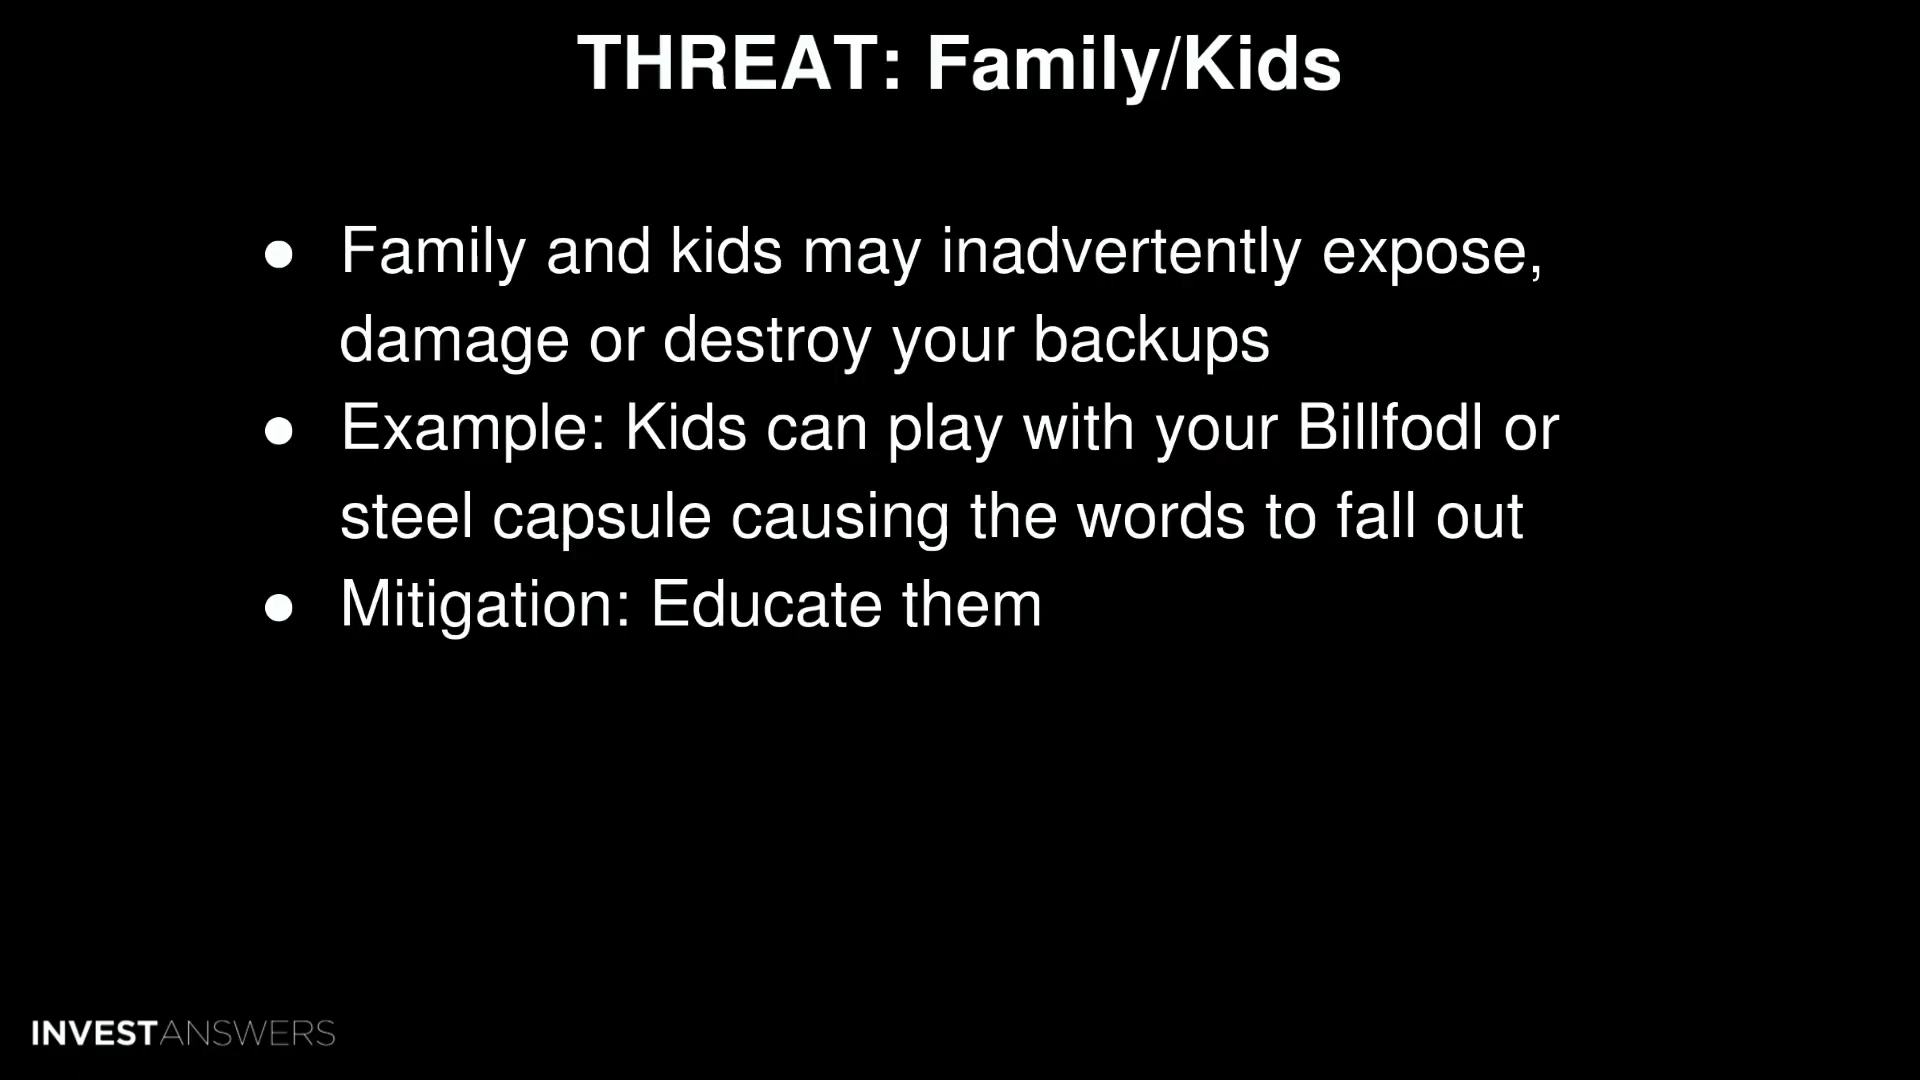 THREAT: Family/Kids
● Family and kids may inadvertently expose,
damage or destroy your backups
● Example: Kids can play with your Billfodl or
steel capsule causing the words to fall out
● Mitigation: Educate them
INVESTANSWERS